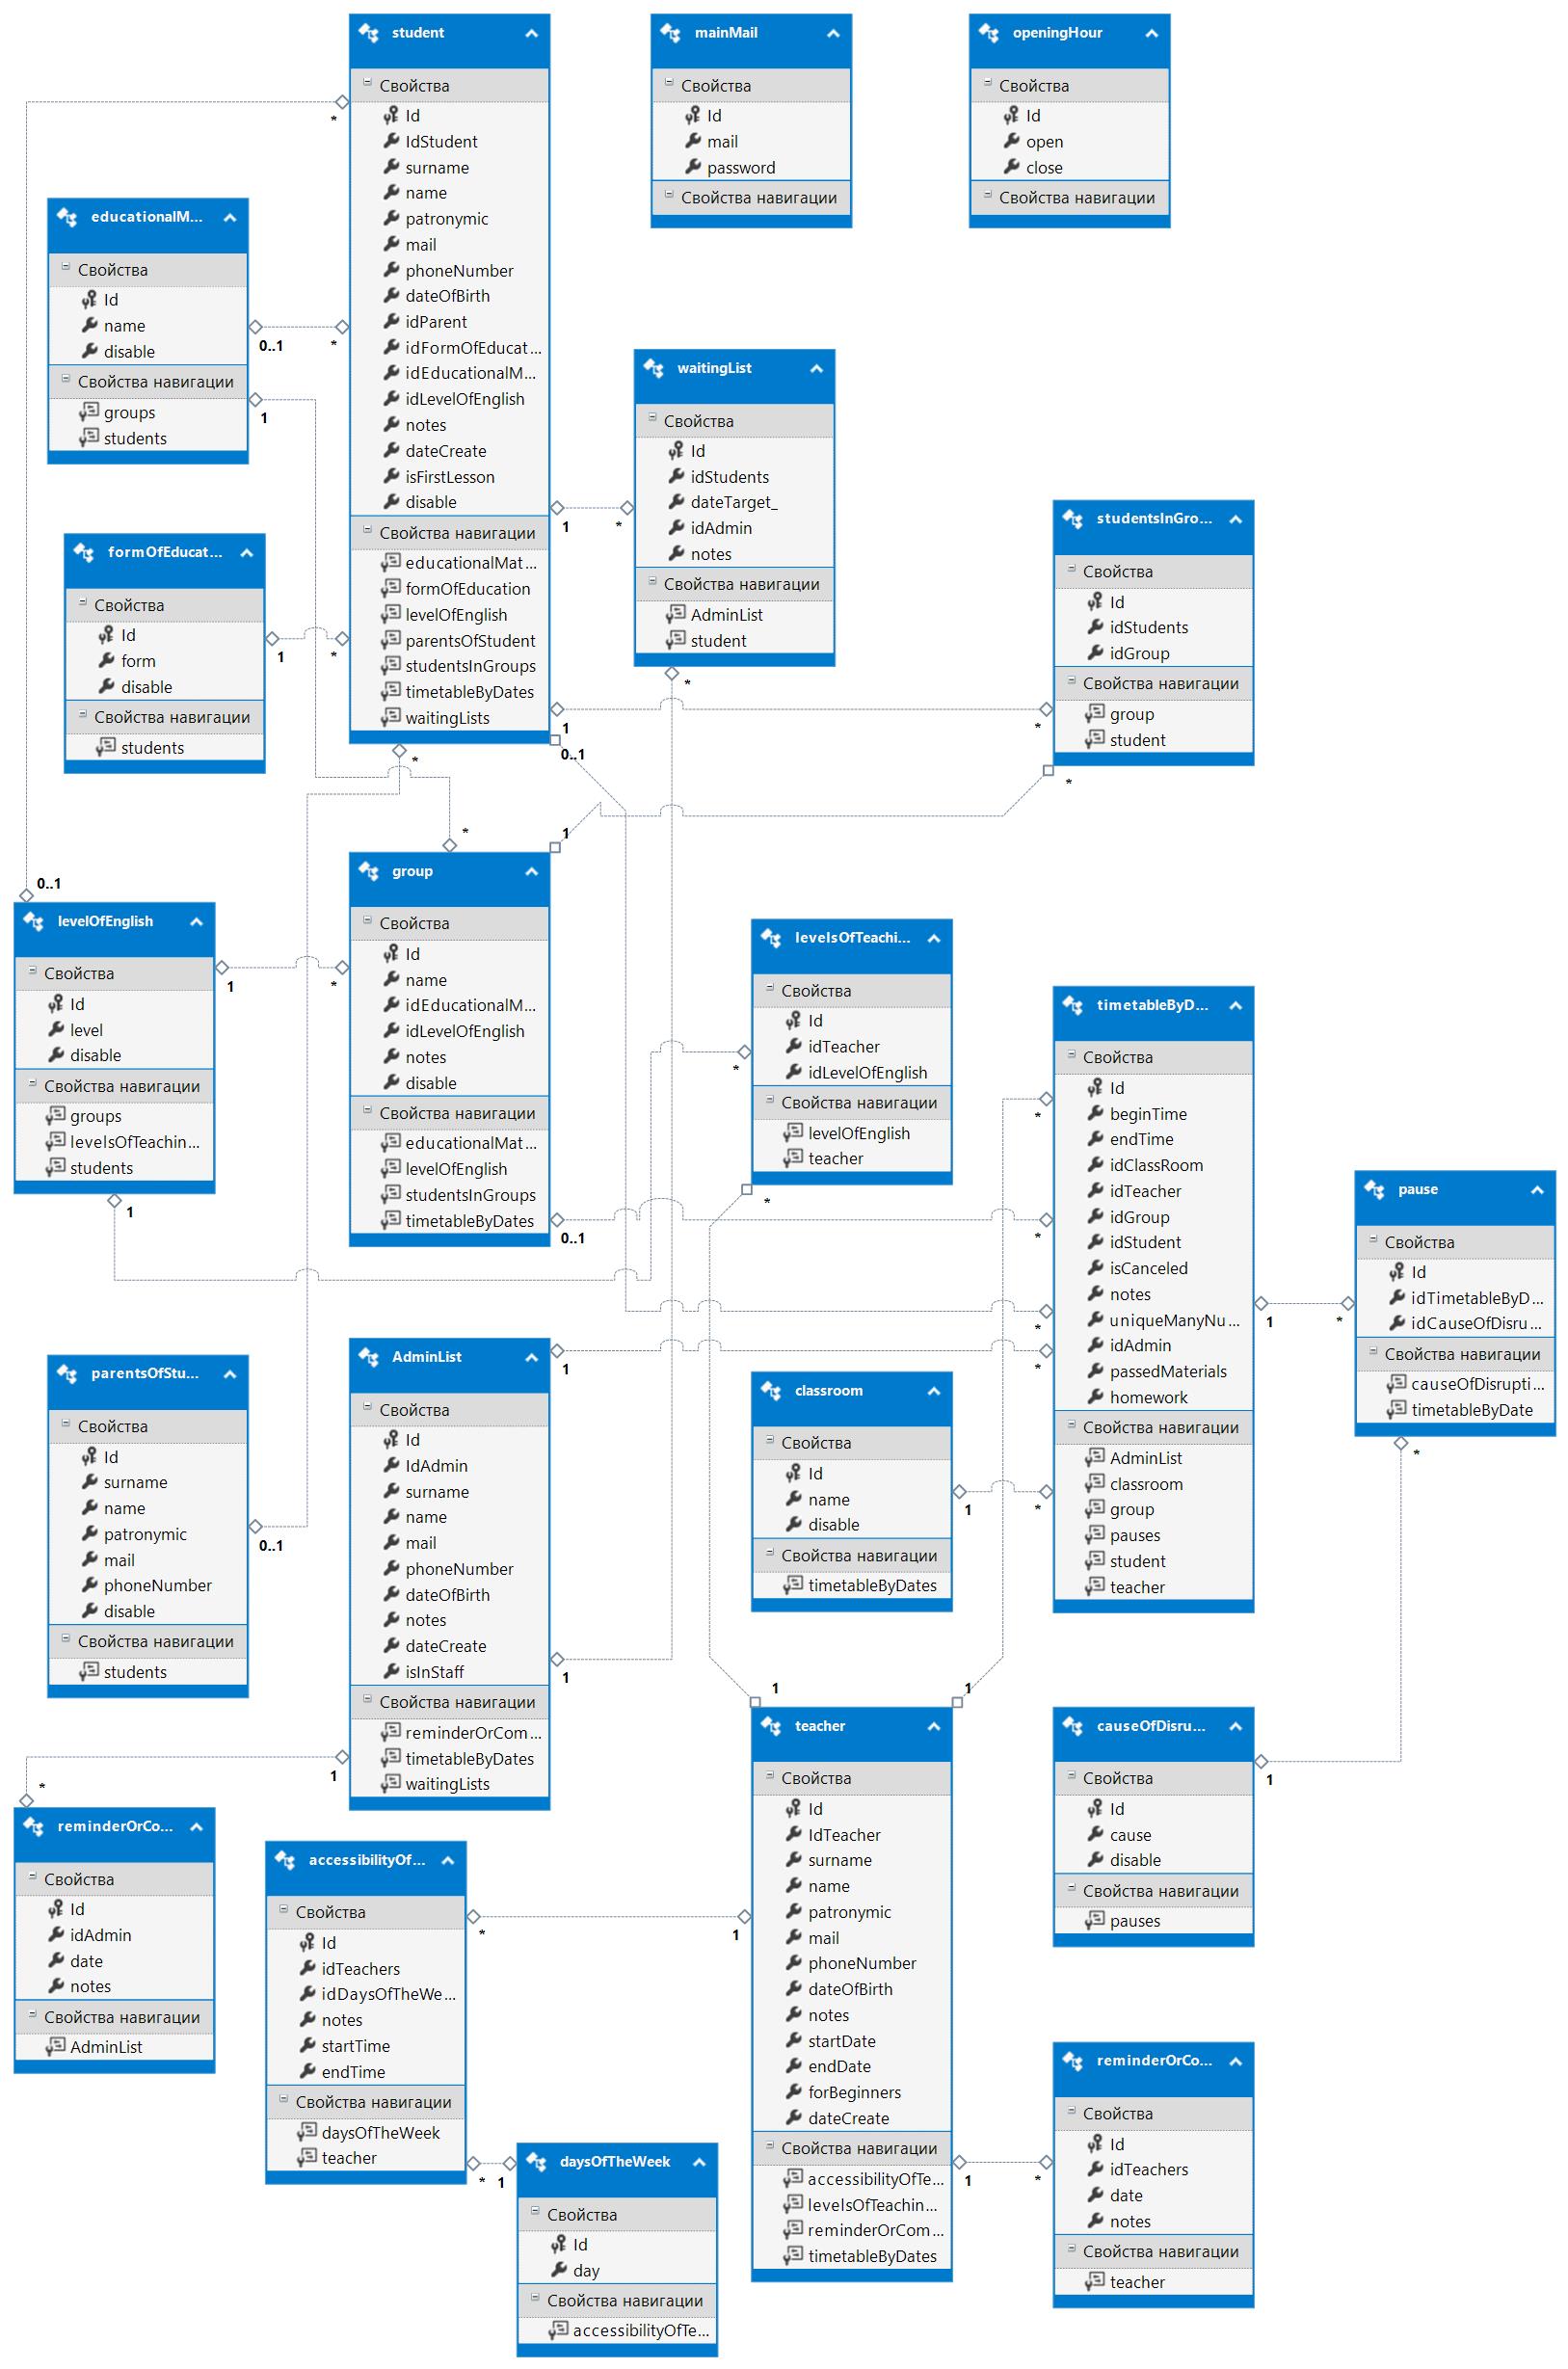 student
Свойства
Id
IdStudent
surname
name
patronymic
mail
phoneNumber
dateOfBirth
idParent
idFormOfEducat...
idEducationalM...
idLevelOfEnglish
notes
dateCreate
isFirstLesson
disable
Свойства навигации
educationalMat...
formOfEducation
levelOfEnglish
parentsOfStudent
studentsInGroups
timetableByDates
waitingLists
mainMail
Свойства
Id
mail
password
Свойства навигации
openingHour
Свойства
Id
open
close
Свойства навигации
educationalM...
Свойства
Id
name
disable
Свойства навигации
groups
students
waitingList
Свойства
Id
idStudents
dateTarget_
idAdmin
notes
Свойства навигации
AdminList
student
studentsInGro...
Свойства
Id
idStudents
idGroup
Свойства навигации
group
student
formOfEducat...
Свойства
Id
form
disable
Свойства навигации
students
group
Свойства
Id
name
idEducationalM...
idLevelOfEnglish
notes
disable
Свойства навигации
educationalMat...
levelOfEnglish
studentsInGroups
timetableByDates
levelOfEnglish
Свойства
Id
level
disable
Свойства навигации
groups
levelsOfTeachin...
students
levelsOfTeachi...
Свойства
Id
idTeacher
idLevelOfEnglish
Свойства навигации
levelOfEnglish
teacher
timetableByD...
Свойства
Id
beginTime
endTime
idClassRoom
idTeacher
idGroup
idStudent
isCanceled
notes
uniqueManyNu...
idAdmin
passedMaterials
homework
Свойства навигации
AdminList
classroom
group
pauses
student
teacher
pause
Свойства
Id
idTimetableByD...
idCauseOfDisru...
Свойства навигации
causeOfDisrupti...
timetableByDate
parentsOfStu...
Свойства
Id
surname
name
patronymic
mail
phoneNumber
disable
Свойства навигации
students
AdminList
Свойства
Id
IdAdmin
surname
name
mail
phoneNumber
dateOfBirth
notes
dateCreate
isInStaff
Свойства навигации
reminderOrCom...
timetableByDates
waitingLists
classroom
Свойства
Id
name
disable
Свойства навигации
timetableByDates
teacher
Свойства
Id
IdTeacher
surname
name
patronymic
mail
phoneNumber
dateOfBirth
notes
startDate
endDate
forBeginners
dateCreate
Свойства навигации
accessibilityOfTe...
levelsOfTeachin...
reminderOrCom...
timetableByDates
causeOfDisru...
Свойства
Id
cause
disable
Свойства навигации
pauses
reminderOrCo...
Свойства
Id
idAdmin
date
notes
Свойства навигации
AdminList
accessibilityOf...
Свойства
Id
idTeachers
idDaysOfTheWe...
notes
startTime
endTime
Свойства навигации
daysOfTheWeek
teacher
daysOfTheWeek
Свойства
Id
day
Свойства навигации
accessibilityOfTe...
reminderOrCo...
Свойства
Id
idTeachers
date
notes
Свойства навигации
teacher
*
0..1
0..1
*
1
*
1
*
1
*
1
*
0..1
*
1
*
1
*
1
*
0..1
*
*
0..1
1
*
1
*
1
*
*
1
1
*
1
*
1
*
1
*
*
1
*
1
1
*